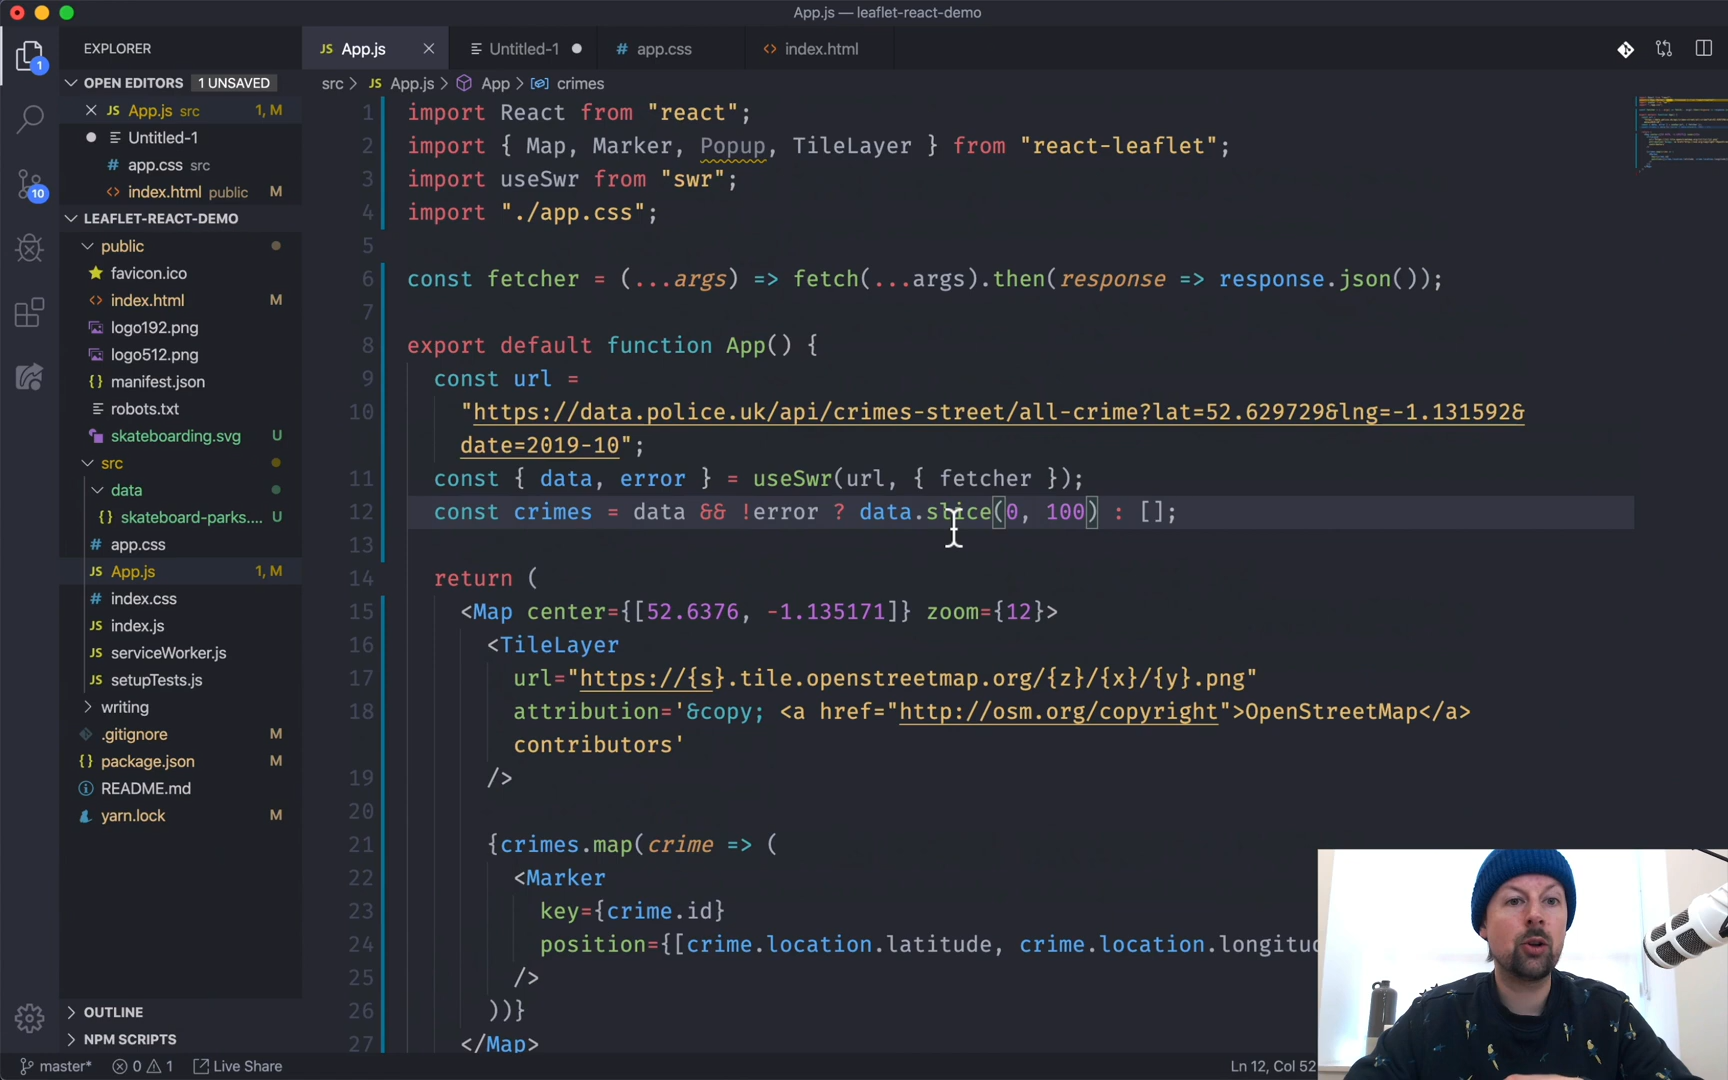 App.js — leaflet-react-demo
EXPLORER
JS App.js
Untitled-1
# app.css
<> index.html
1
OPEN EDITORS 1 UNSAVED
src > JS App.js > App > crimes
JS App.js src 1, M
Untitled-1
# app.css src
<> index.html public M
10
LEAFLET-REACT-DEMO
public
favicon.ico
<> index.html M
logo192.png
logo512.png
{} manifest.json
robots.txt
skateboarding.svg U
src
data
{} skateboard-parks.... U
# app.css
JS App.js 1, M
# index.css
JS index.js
JS serviceWorker.js
JS setupTests.js
writing
.gitignore M
{} package.json M
README.md
yarn.lock M
OUTLINE
NPM SCRIPTS
1 import React from "react";
2 import { Map, Marker, Popup, TileLayer } from "react-leaflet";
3 import useSwr from "swr";
4 import "./app.css";
5
6 const fetcher = (...args) => fetch(...args).then(response => response.json());
7
8 export default function App() {
9 const url =
10 "https://data.police.uk/api/crimes-street/all-crime?lat=52.629729&lng=-1.131592&
date=2019-10";
11 const { data, error } = useSwr(url, { fetcher });
12 const crimes = data && !error ? data.slice(0, 100) : [];
13
14 return (
15 <Map center={[52.6376, -1.135171]} zoom={12}>
16 <TileLayer
17 url="https://{s}.tile.openstreetmap.org/{z}/{x}/{y}.png"
18 attribution='&copy; <a href="http://osm.org/copyright">OpenStreetMap</a>
contributors'
19 />
20
21 {crimes.map(crime => (
22 <Marker
23 key={crime.id}
24 position={[crime.location.latitude, crime.location.longitud
25 />
26 ))}
27 </Map>
master* 0 1 Live Share
Ln 12, Col 52